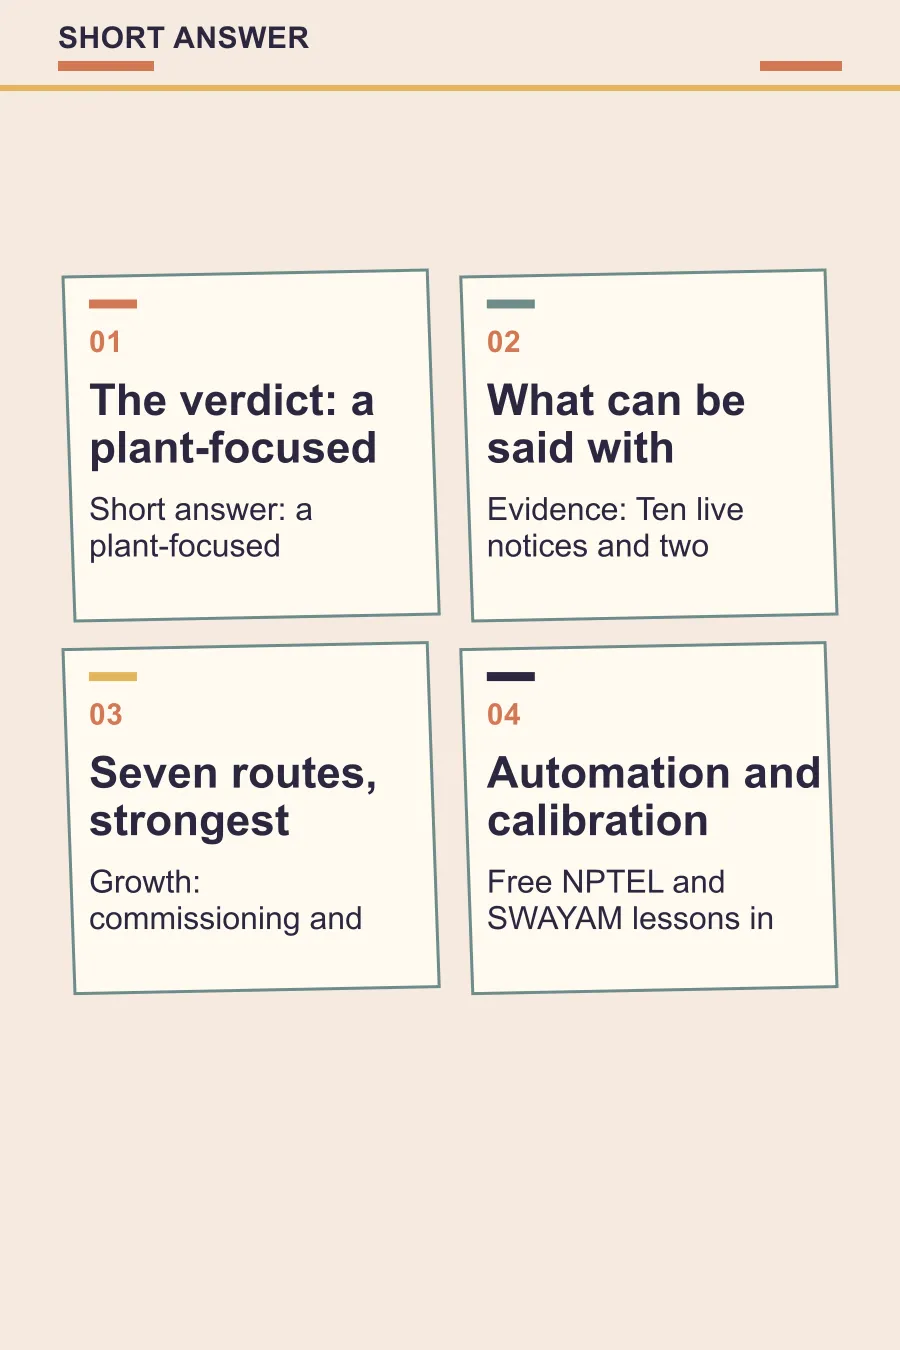 SHORT ANSWER
01
The verdict: a
plant-focused
Short answer: a
plant-focused
02
What can be
said with
Evidence: Ten live
notices and two
03
Seven routes,
strongest
Growth:
commissioning and
04
Automation and
calibration
Free NPTEL and
SWAYAM lessons in